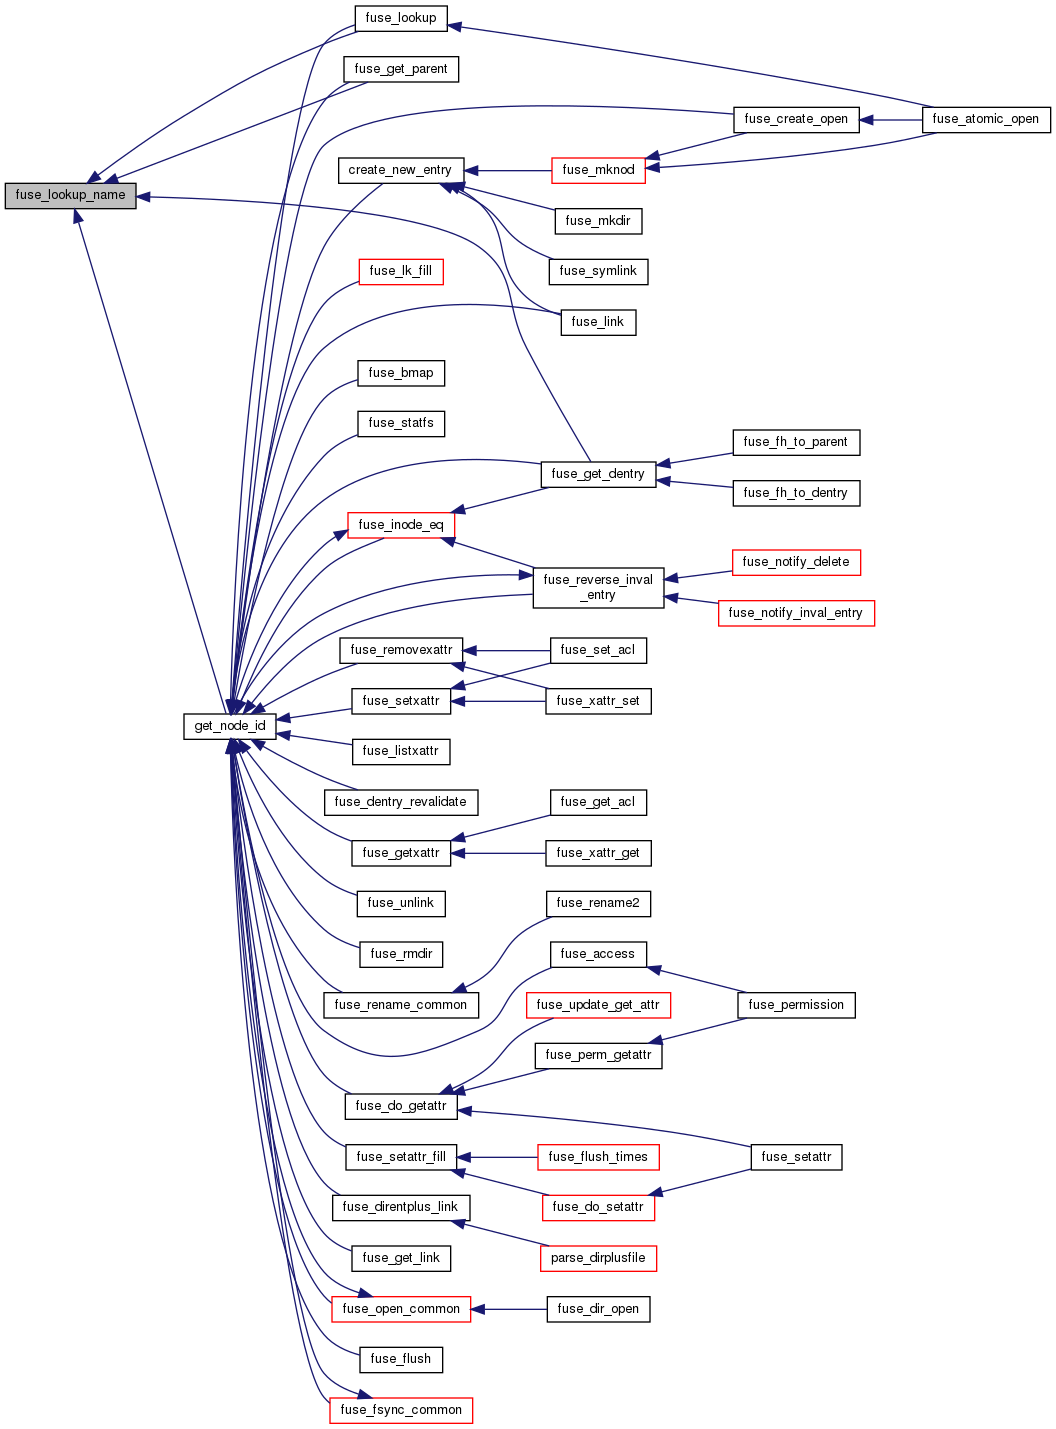 fuse_lookup
fuse_get_parent
fuse_create_open
fuse_atomic_open
create_new_entry
fuse_mknod
fuse_lookup_name
fuse_mkdir
fuse_lk_fill
fuse_symlink
fuse_link
fuse_bmap
fuse_statfs
fuse_fh_to_parent
fuse_get_dentry
fuse_fh_to_dentry
fuse_inode_eq
fuse_notify_delete
fuse_reverse_inval
_entry
fuse_notify_inval_entry
fuse_removexattr
fuse_set_acl
fuse_setxattr
fuse_xattr_set
get_node_id
fuse_listxattr
fuse_dentry_revalidate
fuse_get_acl
fuse_getxattr
fuse_xattr_get
fuse_unlink
fuse_rename2
fuse_rmdir
fuse_access
fuse_rename_common
fuse_update_get_attr
fuse_permission
fuse_perm_getattr
fuse_do_getattr
fuse_setattr_fill
fuse_flush_times
fuse_setattr
fuse_direntplus_link
fuse_do_setattr
fuse_get_link
parse_dirplusfile
fuse_open_common
fuse_dir_open
fuse_flush
fuse_fsync_common